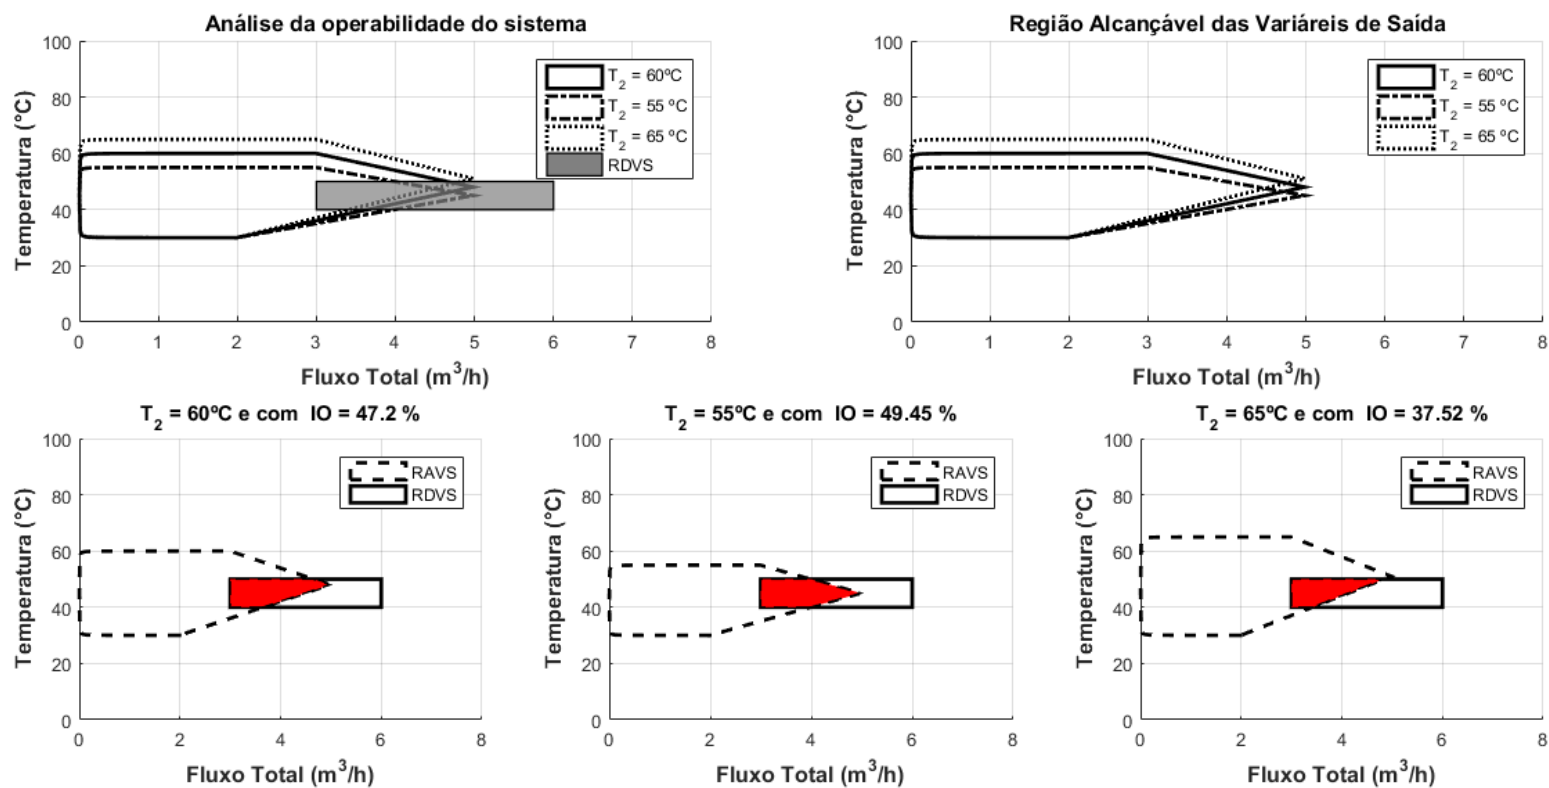 Análise da operabilidade do sistema
100
80
60
40
20
0
0 1 2 3 4 5 6 7 8
Temperatura (°C)
Fluxo Total (m³/h)
T₂ = 60ºC
T₂ = 55 ºC
T₂ = 65 ºC
RDVS
Região Alcançável das Variáreis de Saída
100
80
60
40
20
0
0 1 2 3 4 5 6 7 8
Temperatura (°C)
Fluxo Total (m³/h)
T₂ = 60ºC
T₂ = 55 ºC
T₂ = 65 ºC
T₂ = 60ºC e com IO = 47.2 %
100
80
60
40
20
0
0 2 4 6 8
Temperatura (°C)
Fluxo Total (m³/h)
RAVS
RDVS
T₂ = 55ºC e com IO = 49.45 %
100
80
60
40
20
0
0 2 4 6 8
Temperatura (°C)
Fluxo Total (m³/h)
RAVS
RDVS
T₂ = 65ºC e com IO = 37.52 %
100
80
60
40
20
0
0 2 4 6 8
Temperatura (°C)
Fluxo Total (m³/h)
RAVS
RDVS